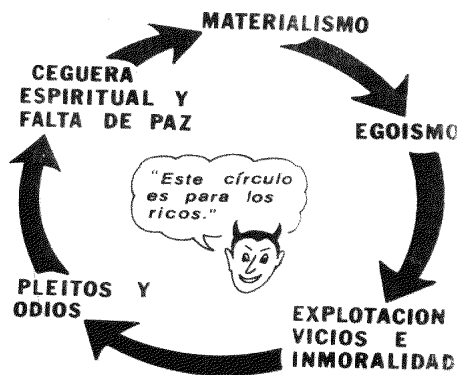 MATERIALISMO
EGOISMO
EXPLOTACION
VICIOS E
INMORALIDAD
PLEITOS Y
ODIOS
CEGUERA
ESPIRITUAL Y
FALTA DE PAZ
"Este círculo
es para los
ricos."